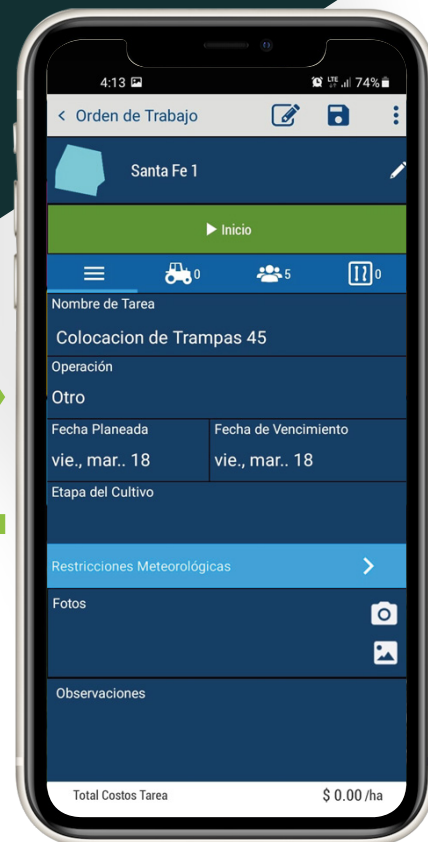 4:13
LTE
74%
Orden de Trabajo
Santa Fe 1
Inicio
0
5
0
Nombre de Tarea
Colocacion de Trampas 45
Operación
Otro
Fecha Planeada
Fecha de Vencimiento
vie., mar.. 18
vie., mar.. 18
Etapa del Cultivo
Restricciones Meteorológicas
Fotos
Observaciones
Total Costos Tarea
$ 0.00 /ha